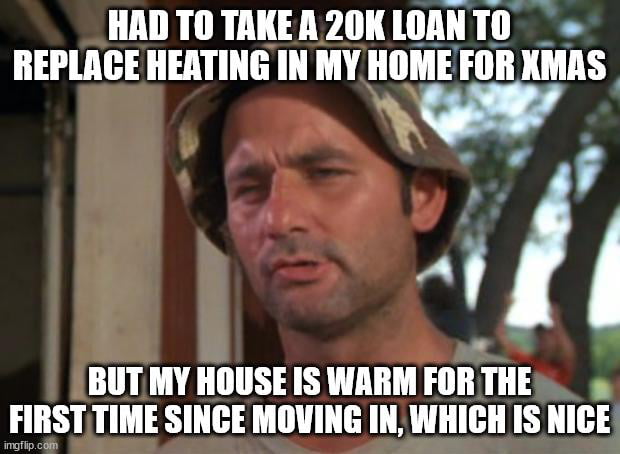 HAD TO TAKE A 20K LOAN TO
REPLACE HEATING IN MY HOME FOR XMAS
BUT MY HOUSE IS WARM FOR THE
FIRST TIME SINCE MOVING IN, WHICH IS NICE
imgflip.com